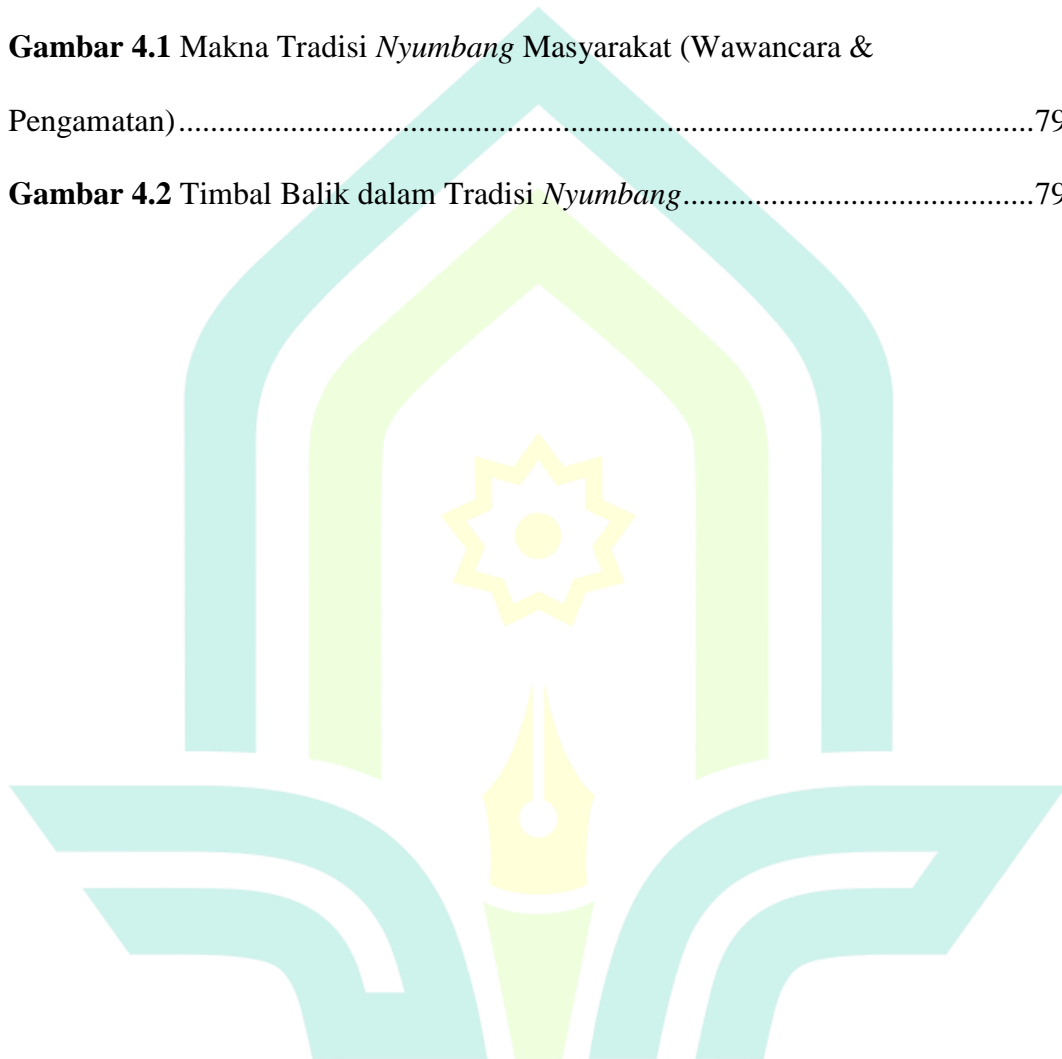 Gambar 4.1 Makna Tradisi Nyumbang Masyarakat (Wawancara &
Pengamatan)...........................................................................................................79
Gambar 4.2 Timbal Balik dalam Tradisi Nyumbang............................................79